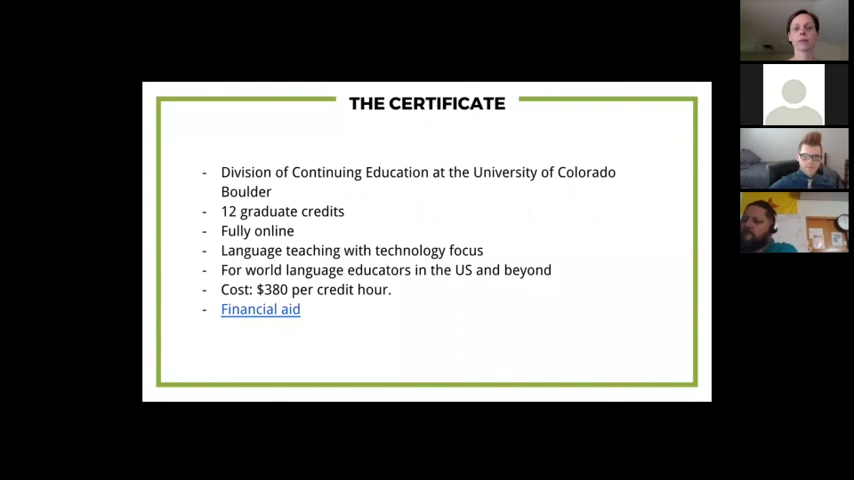 THE CERTIFICATE
- Division of Continuing Education at the University of Colorado
Boulder
- 12 graduate credits
- Fully online
- Language teaching with technology focus
- For world language educators in the US and beyond
- Cost: $380 per credit hour.
- Financial aid